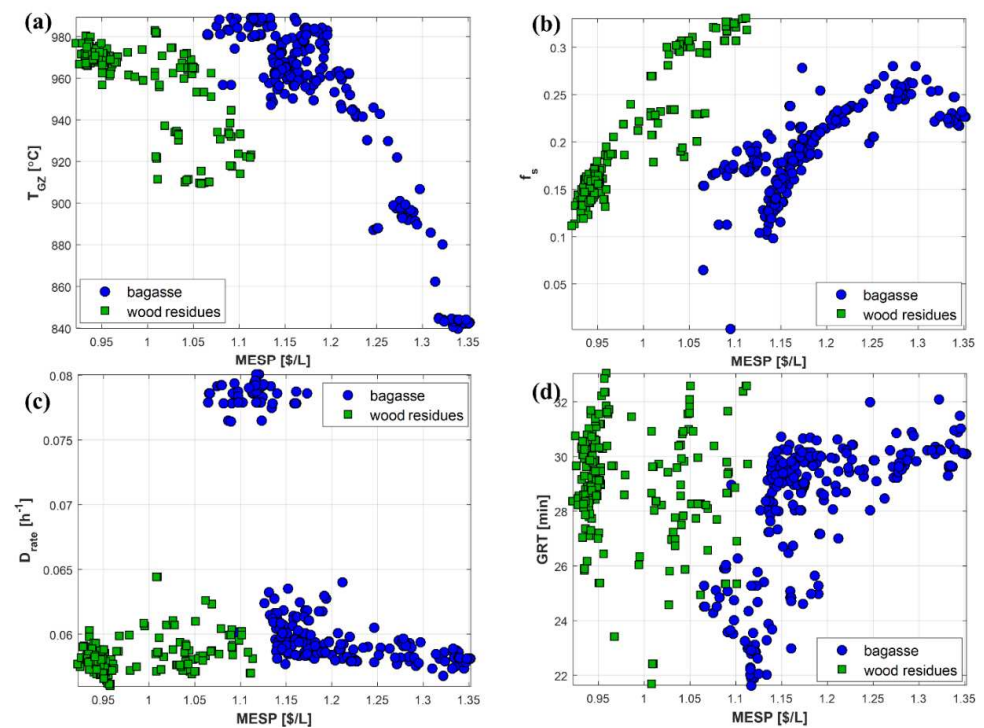 (a)
T_GZ [°C]
980
960
940
920
900
880
860
840
bagasse
wood residues
0.95 1 1.05 1.1 1.15 1.2 1.25 1.3 1.35
MESP [$/L]
(b)
f_s
0.3
0.25
0.2
0.15
0.1
0.05
bagasse
wood residues
0.95 1 1.05 1.1 1.15 1.2 1.25 1.3 1.35
MESP [$/L]
(c)
D_rate [h^-1]
0.08
0.075
0.07
0.065
0.06
bagasse
wood residues
0.95 1 1.05 1.1 1.15 1.2 1.25 1.3 1.35
MESP [$/L]
(d)
GRT [min]
32
30
28
26
24
22
bagasse
wood residues
0.95 1 1.05 1.1 1.15 1.2 1.25 1.3 1.35
MESP [$/L]